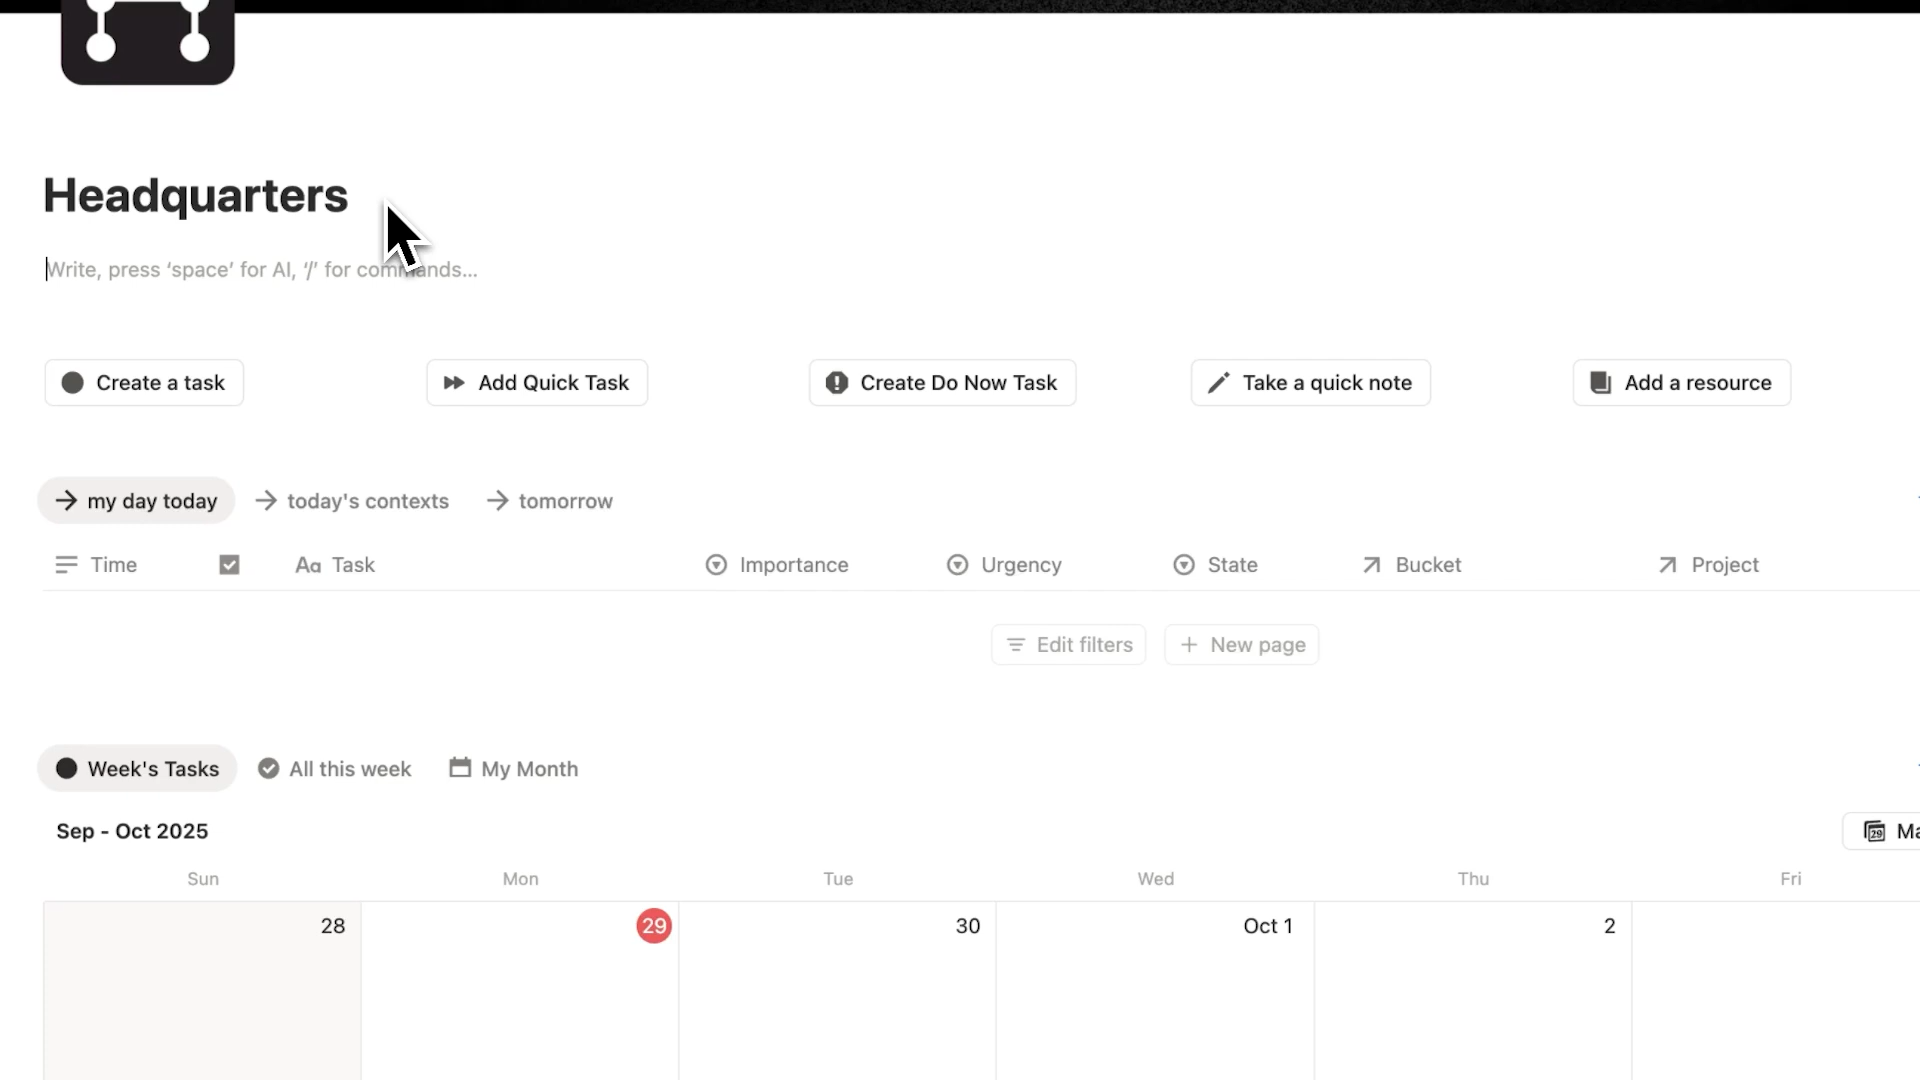 Headquarters
Write, press ‘space’ for AI, ‘/’ for commands...
Create a task Add Quick Task Create Do Now Task Take a quick note Add a resource
my day today today's contexts tomorrow
Time Aa Task Importance Urgency State Bucket Project
Edit filters + New page
Week's Tasks All this week My Month
Sep - Oct 2025
Sun Mon Tue Wed Thu Fri
28 29 30 Oct 1 2